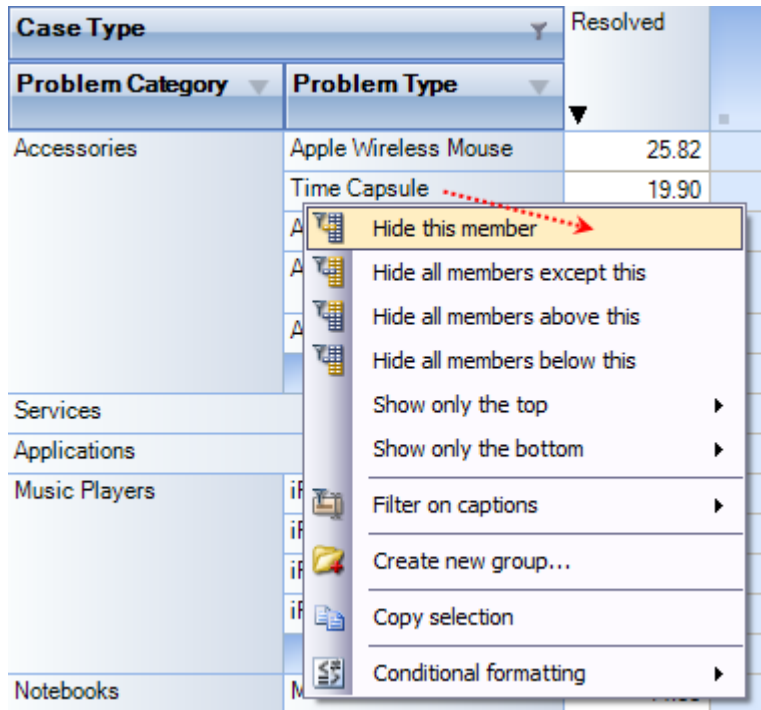 Case Type
Resolved
Problem Category
Problem Type
Accessories
Apple Wireless Mouse
25.82
Time Capsule
19.90
Hide this member
Hide all members except this
Hide all members above this
Hide all members below this
Services
Show only the top
Applications
Show only the bottom
Music Players
Filter on captions
Create new group...
Copy selection
Notebooks
Conditional formatting